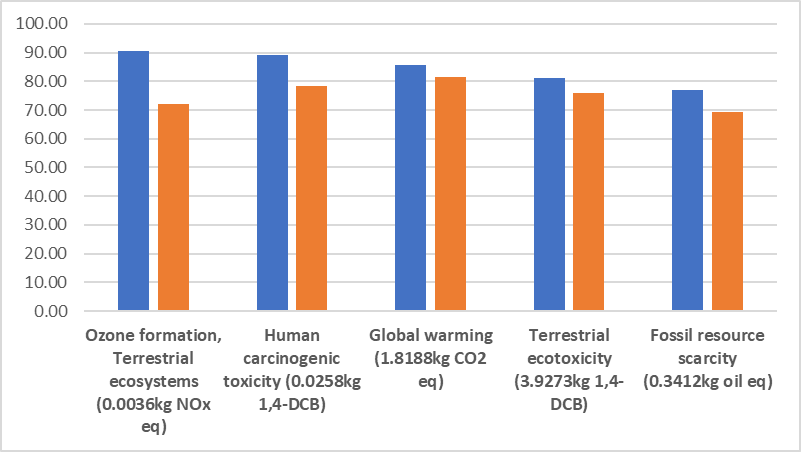 100.00
90.00
80.00
70.00
60.00
50.00
40.00
30.00
20.00
10.00
0.00
Ozone formation,
Terrestrial
ecosystems
(0.0036kg NOx
eq)
Human
carcinogenic
toxicity (0.0258kg
1,4-DCB)
Global warming
(1.8188kg CO2
eq)
Terrestrial
ecotoxicity
(3.9273kg 1,4-
DCB)
Fossil resource
scarcity
(0.3412kg oil eq)